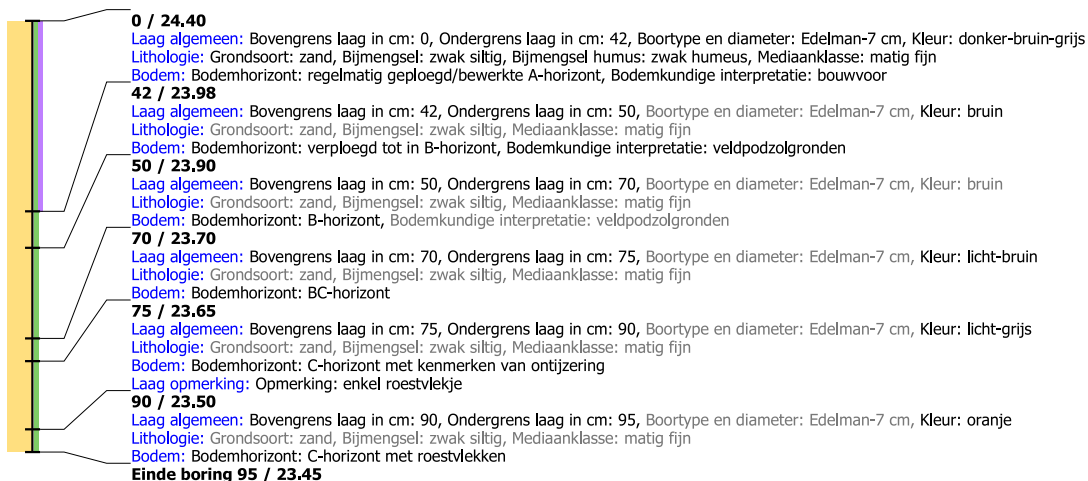 0 / 24.40
Laag algemeen: Bovengrens laag in cm: 0, Ondergrens laag in cm: 42, Boortype en diameter: Edelman-7 cm, Kleur: donker-bruin-grijs
Lithologie: Grondsoort: zand, Bijmengsel: zwak siltig, Bijmengsel humus: zwak humeus, Mediaanklasse: matig fijn
Bodem: Bodemhorizont: regelmatig geploegd/bewerkte A-horizont, Bodemkundige interpretatie: bouwvoor
42 / 23.98
Laag algemeen: Bovengrens laag in cm: 42, Ondergrens laag in cm: 50, Boortype en diameter: Edelman-7 cm, Kleur: bruin
Lithologie: Grondsoort: zand, Bijmengsel: zwak siltig, Mediaanklasse: matig fijn
Bodem: Bodemhorizont: verploegd tot in B-horizont, Bodemkundige interpretatie: veldpodzolgronden
50 / 23.90
Laag algemeen: Bovengrens laag in cm: 50, Ondergrens laag in cm: 70, Boortype en diameter: Edelman-7 cm, Kleur: bruin
Lithologie: Grondsoort: zand, Bijmengsel: zwak siltig, Mediaanklasse: matig fijn
Bodem: Bodemhorizont: B-horizont, Bodemkundige interpretatie: veldpodzolgronden
70 / 23.70
Laag algemeen: Bovengrens laag in cm: 70, Ondergrens laag in cm: 75, Boortype en diameter: Edelman-7 cm, Kleur: licht-bruin
Lithologie: Grondsoort: zand, Bijmengsel: zwak siltig, Mediaanklasse: matig fijn
Bodem: Bodemhorizont: BC-horizont
75 / 23.65
Laag algemeen: Bovengrens laag in cm: 75, Ondergrens laag in cm: 90, Boortype en diameter: Edelman-7 cm, Kleur: licht-grijs
Lithologie: Grondsoort: zand, Bijmengsel: zwak siltig, Mediaanklasse: matig fijn
Bodem: Bodemhorizont: C-horizont met kenmerken van ontijzering
Laag opmerking: Opmerking: enkel roestvlekje
90 / 23.50
Laag algemeen: Bovengrens laag in cm: 90, Ondergrens laag in cm: 95, Boortype en diameter: Edelman-7 cm, Kleur: oranje
Lithologie: Grondsoort: zand, Bijmengsel: zwak siltig, Mediaanklasse: matig fijn
Bodem: Bodemhorizont: C-horizont met roestvlekken
Einde boring 95 / 23.45